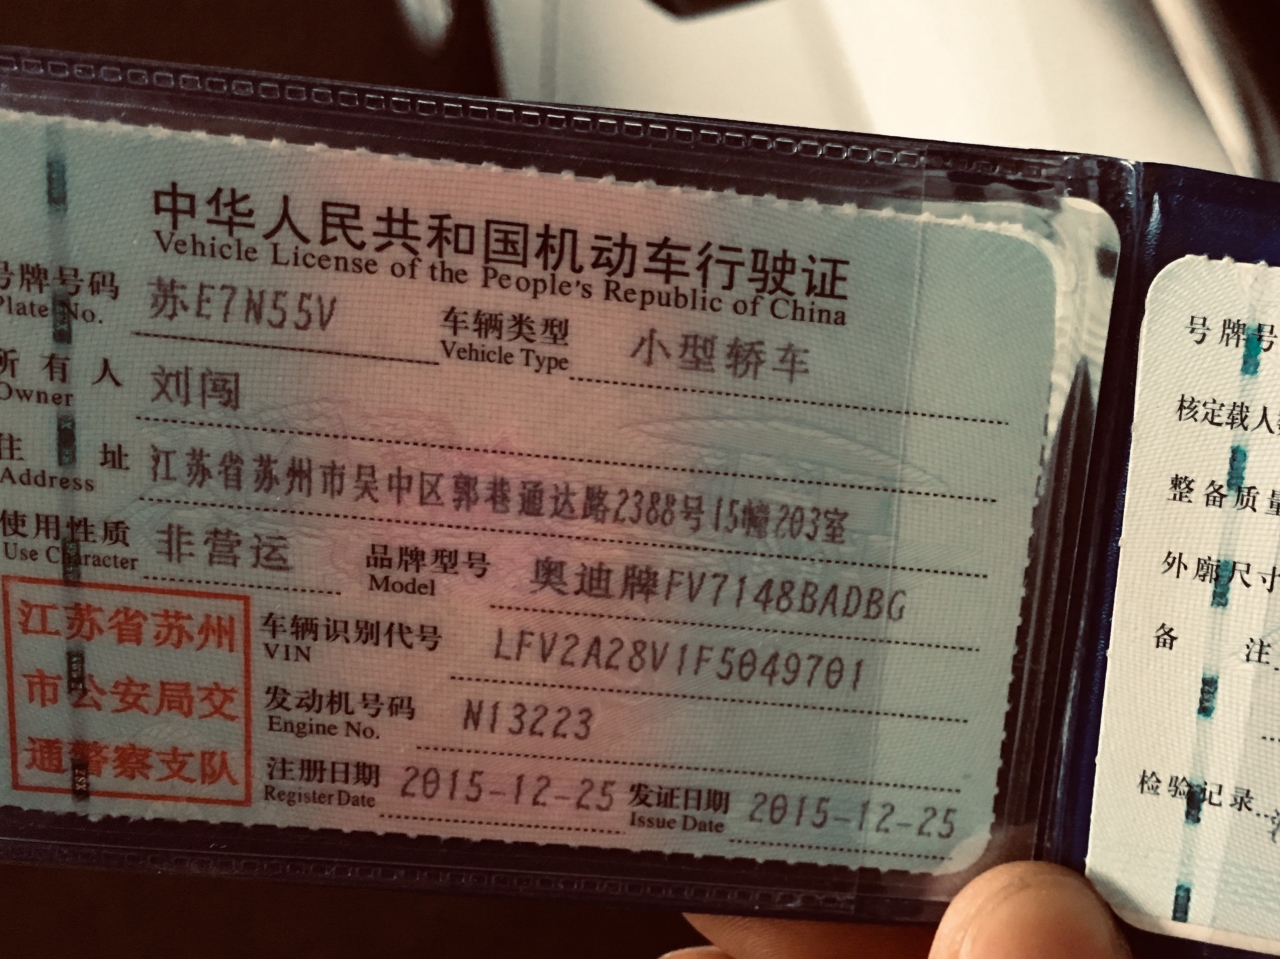 中华人民共和国机动车行驶证
Vehicle License of the People's Republic of China
号牌号码 苏E7N55V 车辆类型 小型轿车
Plate No. Vehicle Type
所有人 刘闯
Owner
住址 江苏省苏州市吴中区郭巷通达路2388号15幢203室
Address
使用性质 非营运 品牌型号 奥迪牌FV7148BADBG
Use Character Model
车辆识别代号 LFV2A28V1F5049701
VIN
发动机号码 N13223
Engine No.
注册日期 2015-12-25 发证日期 2015-12-25
Register Date Issue Date
江苏省苏州
市公安局交
通警察支队
号牌号
核定载人
整备质量
外廓尺寸
备注
检验记录